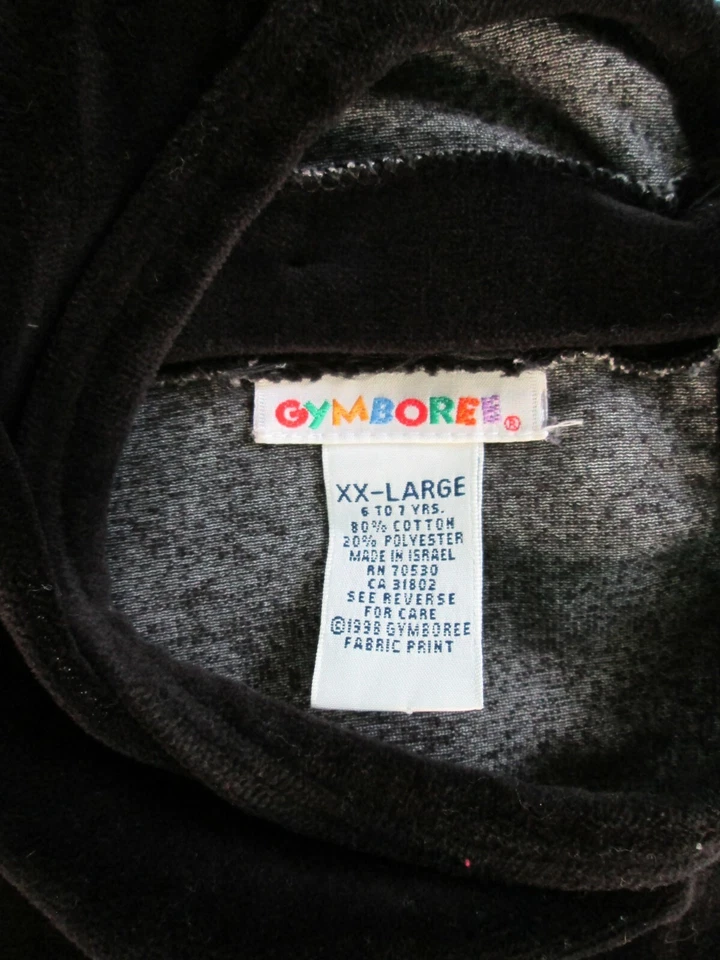 GYMBOREE®
XX-LARGE
6 TO 7 YRS.
80% COTTON
20% POLYESTER
MADE IN ISRAEL
RN 70530
CA 31802
SEE REVERSE
FOR CARE
©1998 GYMBOREE
FABRIC PRINT